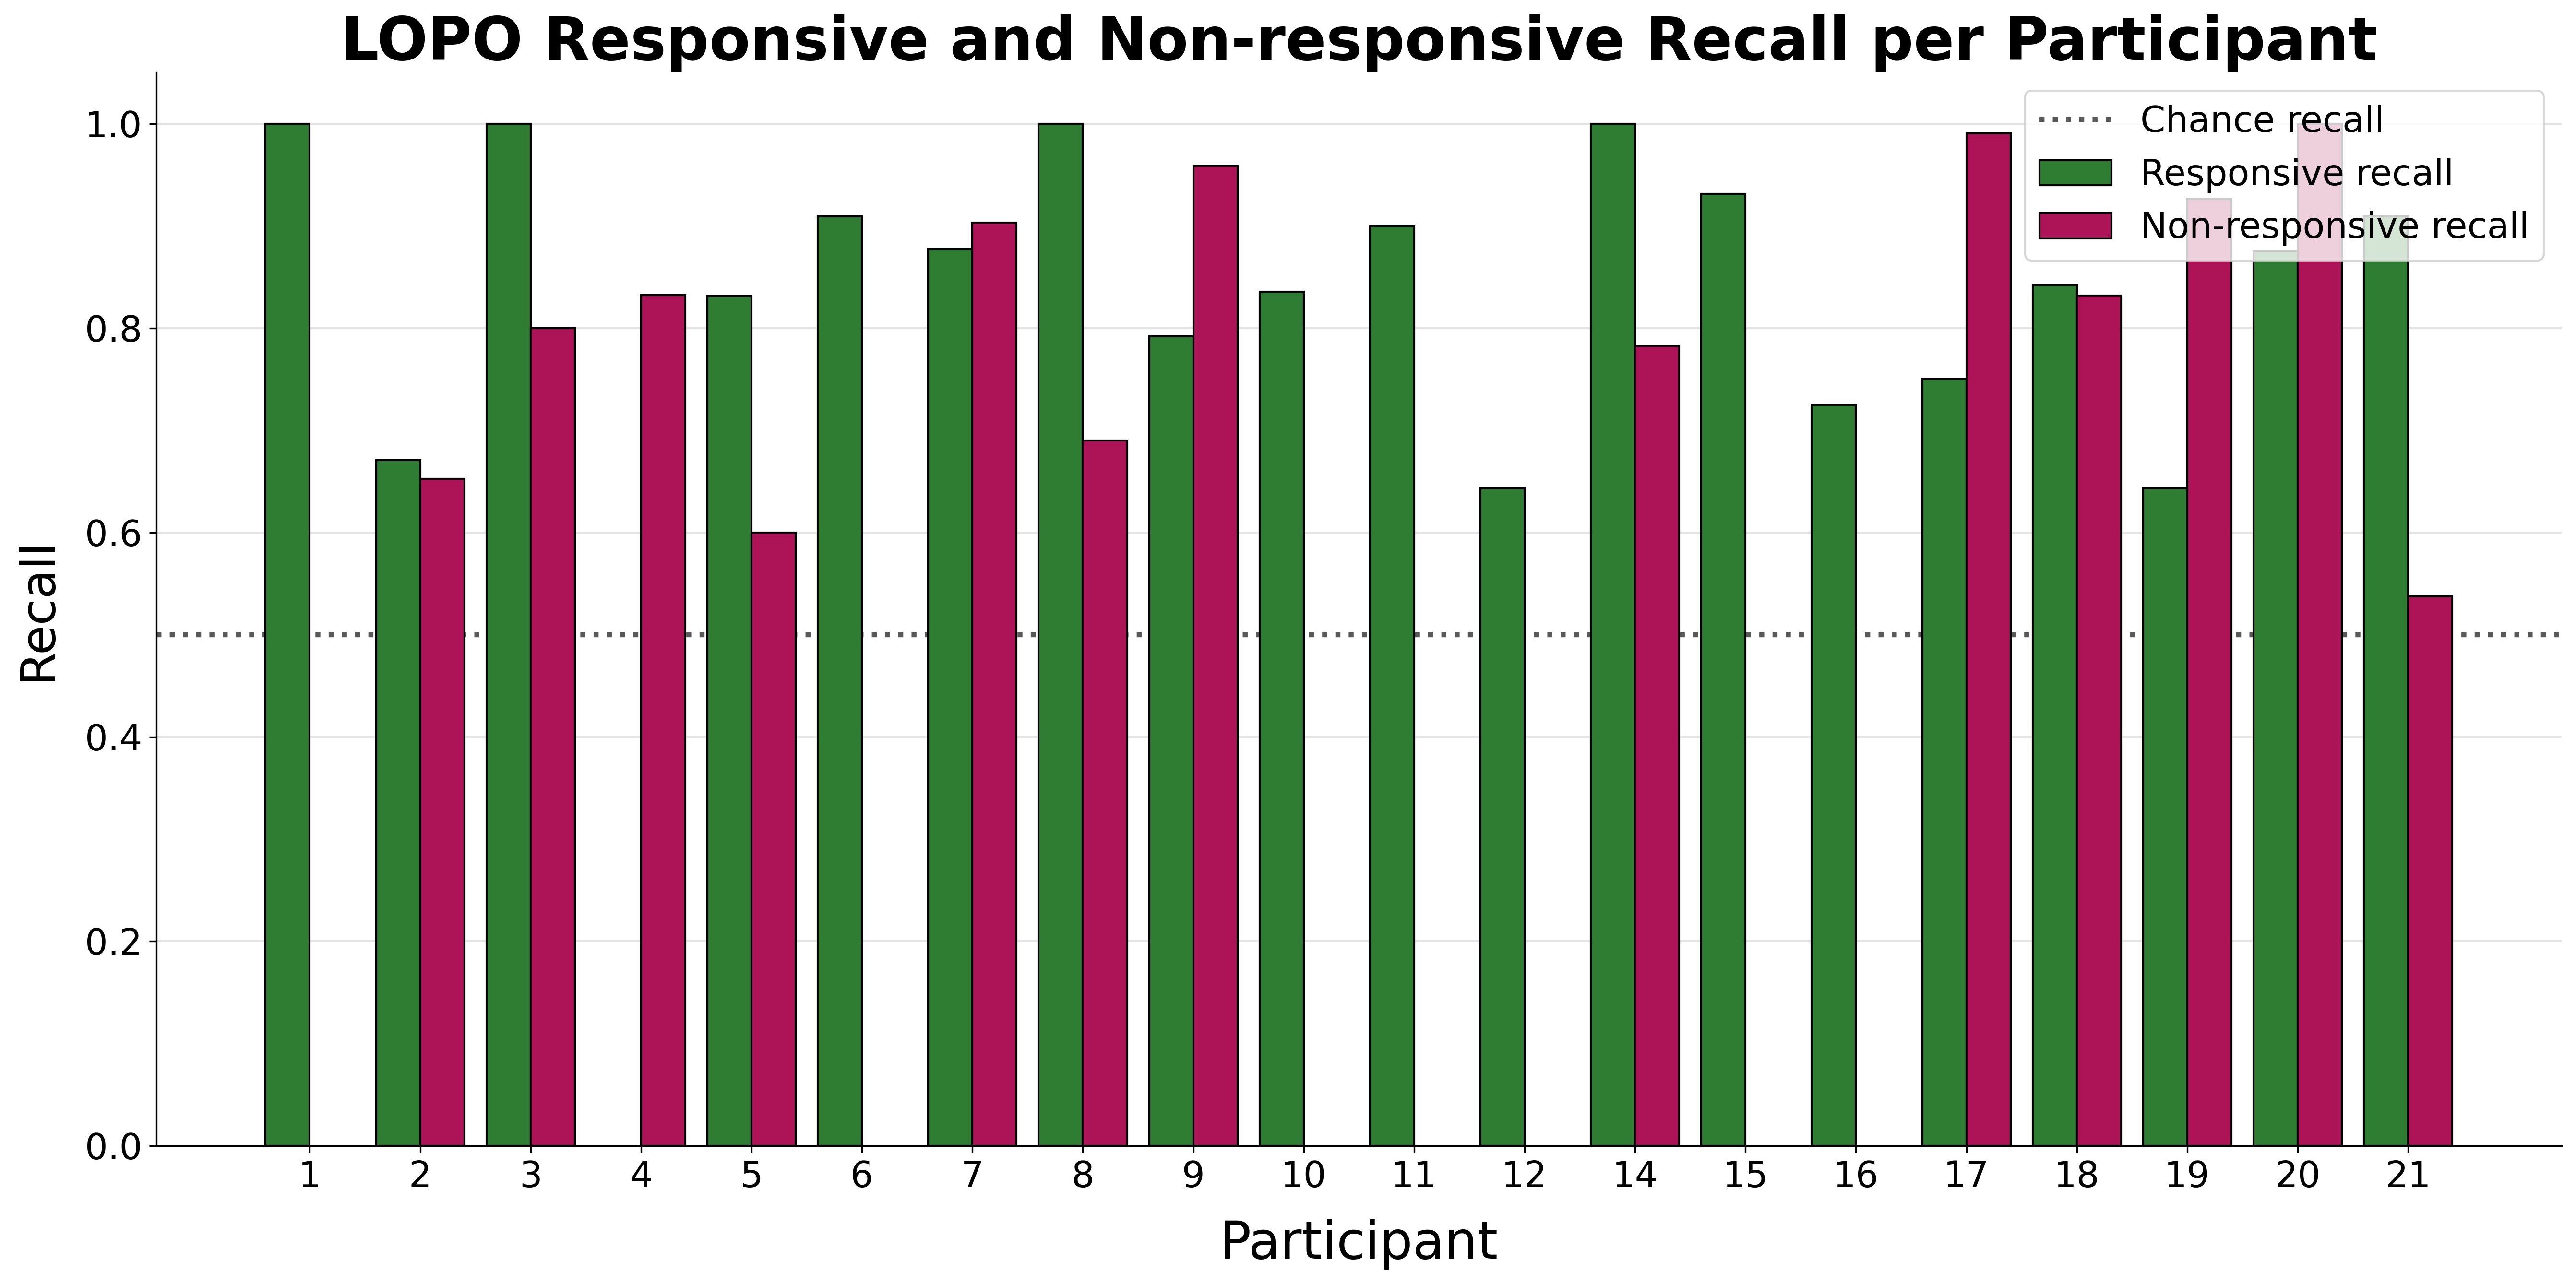 LOPO Responsive and Non-responsive Recall per Participant
Chance recall
Responsive recall
Non-responsive recall
Recall
1.0
0.8
0.6
0.4
0.2
0.0
1 2 3 4 5 6 7 8 9 10 11 12 14 15 16 17 18 19 20 21
Participant